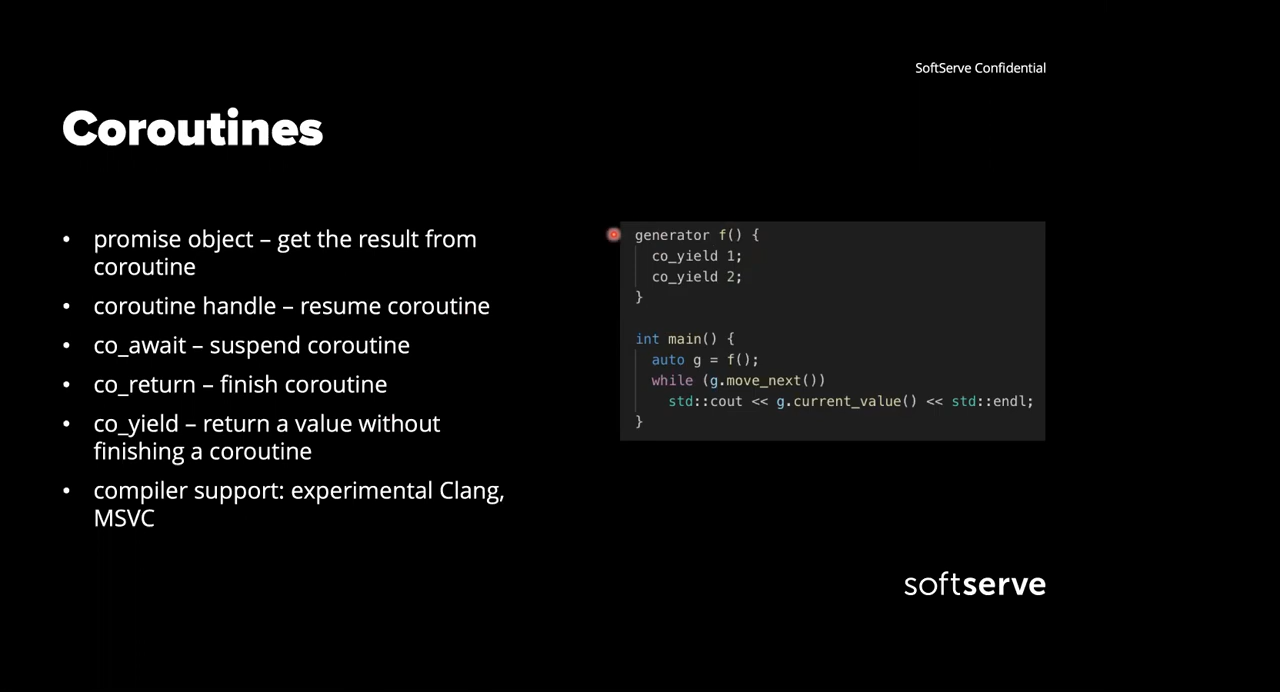 SoftServe Confidential
Coroutines
• promise object – get the result from
coroutine
• coroutine handle – resume coroutine
• co_await – suspend coroutine
• co_return – finish coroutine
• co_yield – return a value without
finishing a coroutine
• compiler support: experimental Clang,
MSVC
generator f() {
  co_yield 1;
  co_yield 2;
}

int main() {
  auto g = f();
  while (g.move_next())
    std::cout << g.current_value() << std::endl;
}
softserve